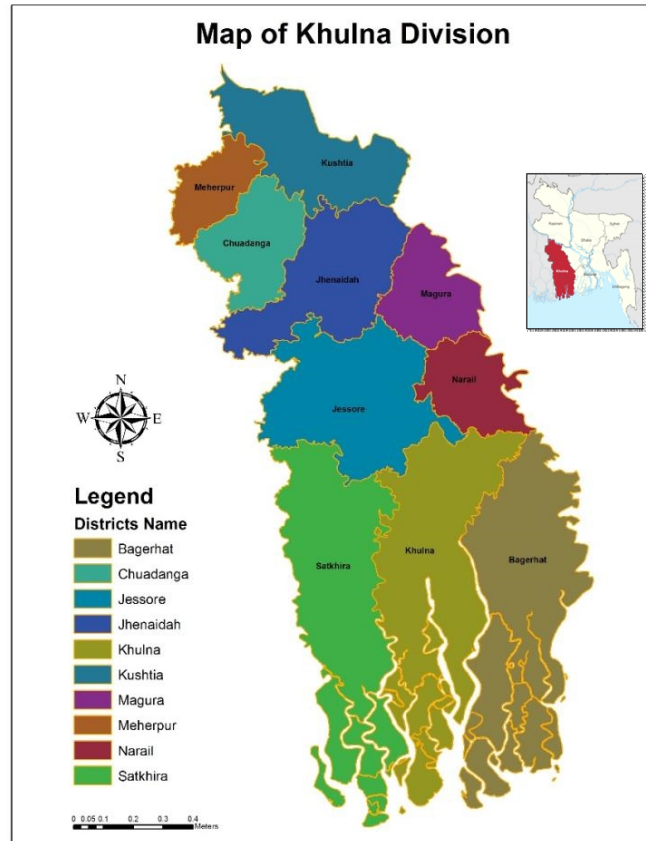 Map of Khulna Division
Kushtia
Meherpur
Chuadanga
Jhenaidah
Magura
Narail
Jessore
Satkhira
Khulna
Bagerhat
Dhaka
Khulna
N
W E
S
Legend
Districts Name
Bagerhat
Chuadanga
Jessore
Jhenaidah
Khulna
Kushtia
Magura
Meherpur
Narail
Satkhira
0 0.05 0.1 0.2 0.3 0.4
Meters